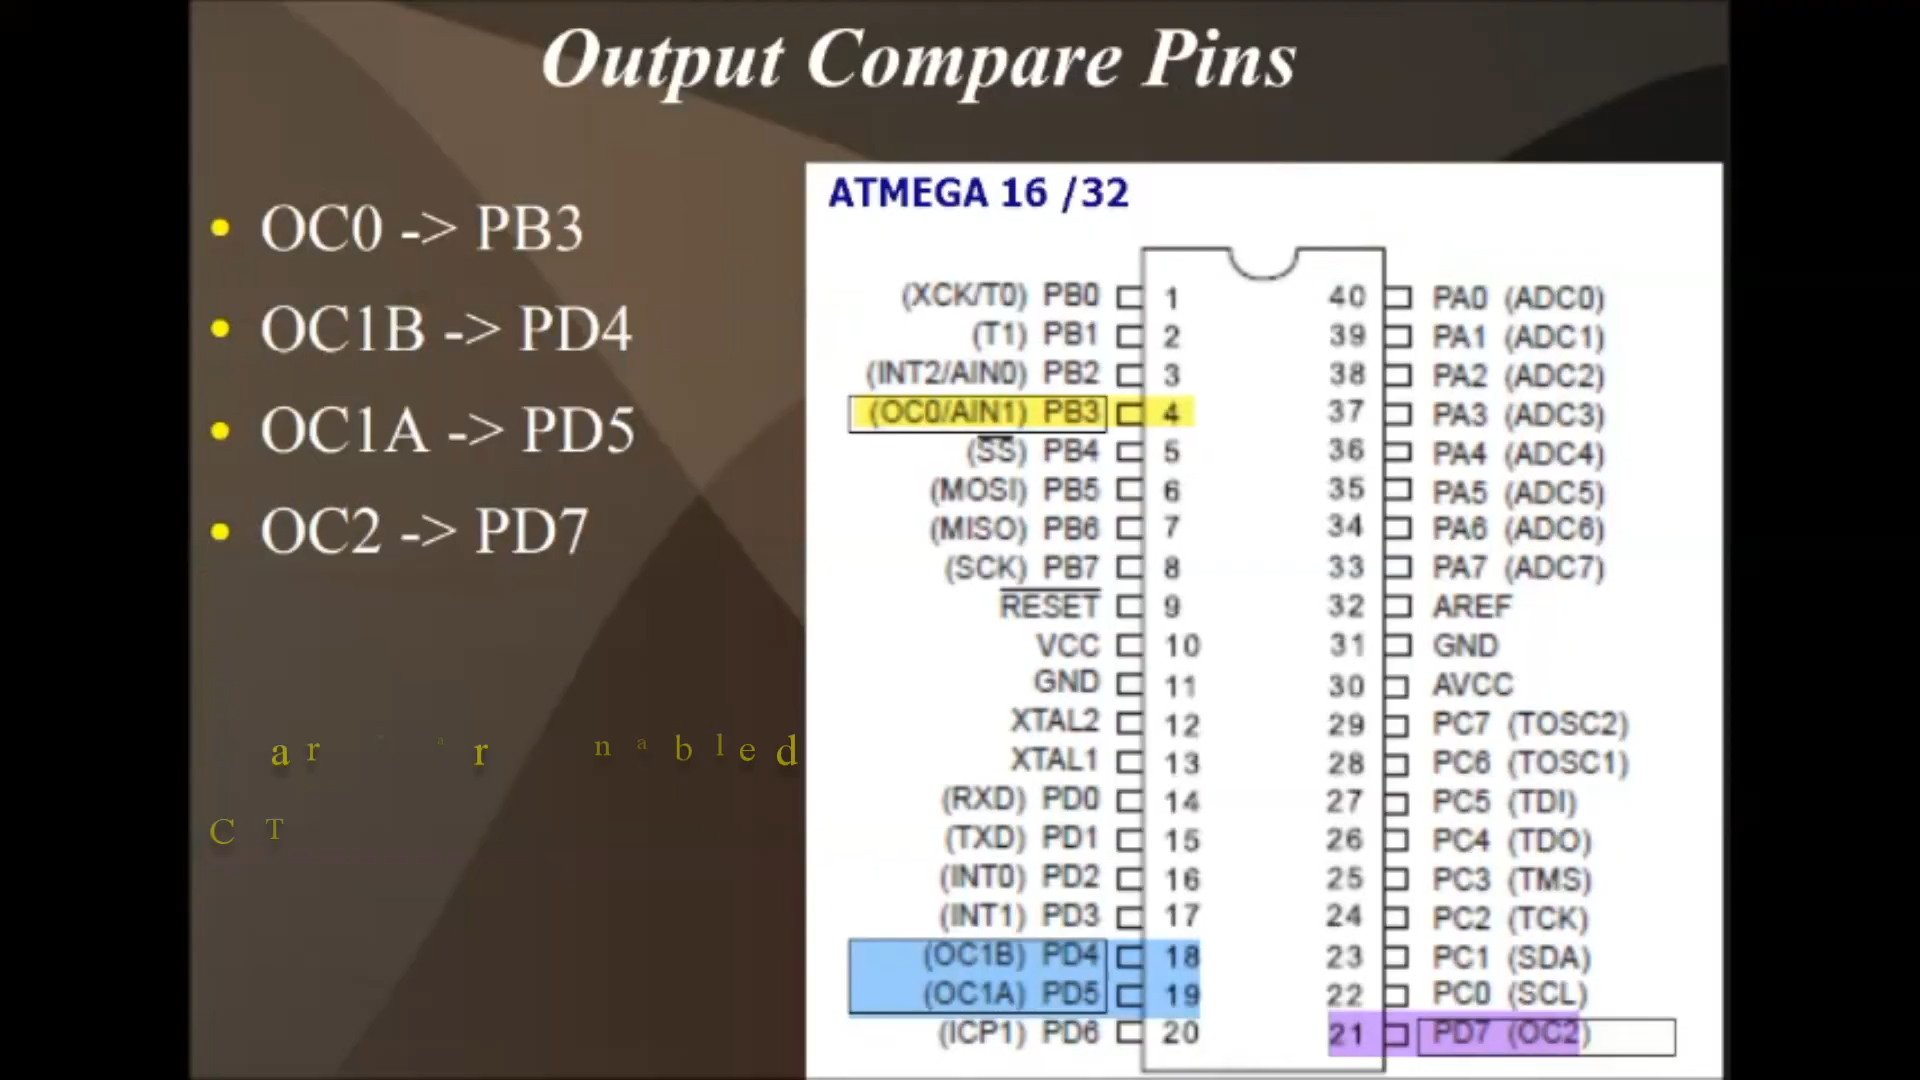 Output Compare Pins
• OC0 -> PB3
• OC1B -> PD4
• OC1A -> PD5
• OC2 -> PD7
ATMEGA 16 /32
(XCK/T0) PB0 1 40 PA0 (ADC0)
(T1) PB1 2 39 PA1 (ADC1)
(INT2/AIN0) PB2 3 38 PA2 (ADC2)
(OC0/AIN1) PB3 4 37 PA3 (ADC3)
(SS) PB4 5 36 PA4 (ADC4)
(MOSI) PB5 6 35 PA5 (ADC5)
(MISO) PB6 7 34 PA6 (ADC6)
(SCK) PB7 8 33 PA7 (ADC7)
RESET 9 32 AREF
VCC 10 31 GND
GND 11 30 AVCC
XTAL2 12 29 PC7 (TOSC2)
XTAL1 13 28 PC6 (TOSC1)
(RXD) PD0 14 27 PC5 (TDI)
(TXD) PD1 15 26 PC4 (TDO)
(INT0) PD2 16 25 PC3 (TMS)
(INT1) PD3 17 24 PC2 (TCK)
(OC1B) PD4 18 23 PC1 (SDA)
(OC1A) PD5 19 22 PC0 (SCL)
(ICP1) PD6 20 21 PD7 (OC2)